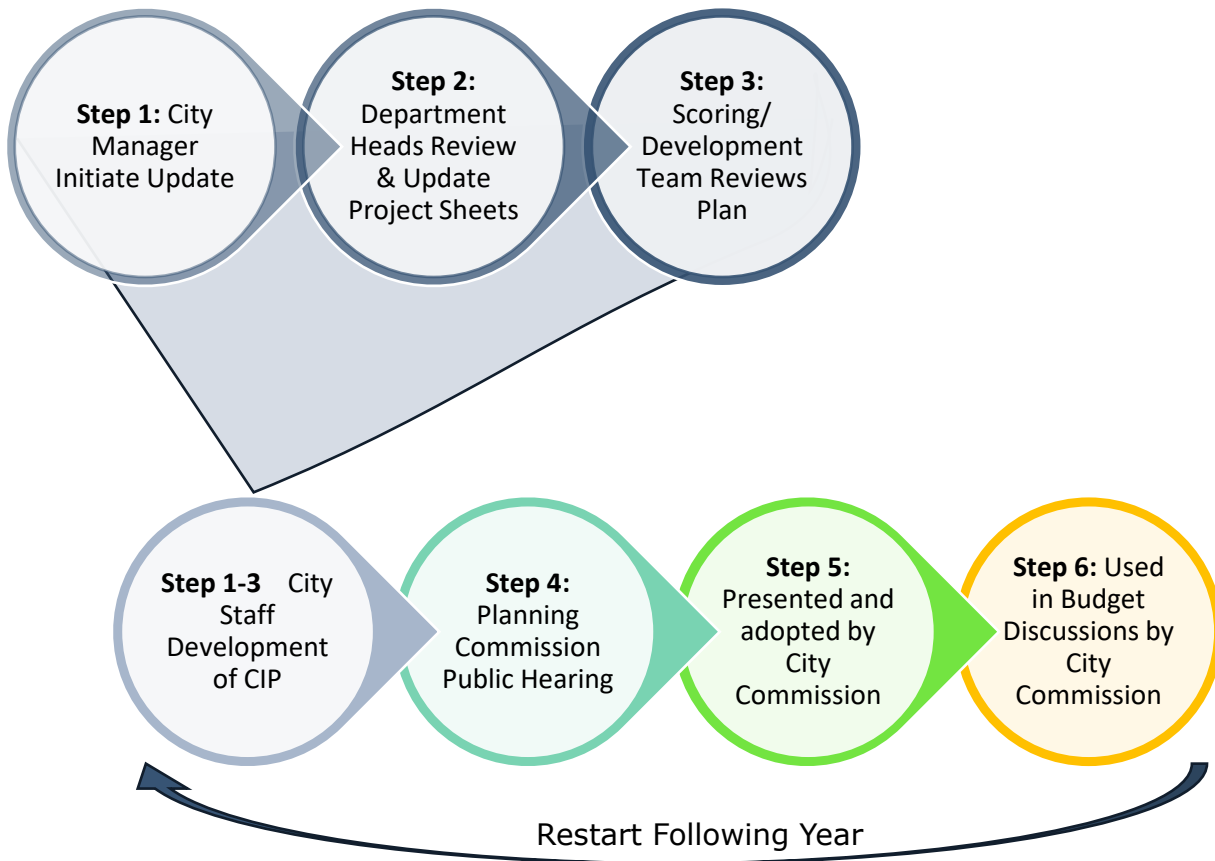 Step 1: City
Manager
Initiate Update
Step 2:
Department
Heads Review
& Update
Project Sheets
Step 3:
Scoring/
Development
Team Reviews
Plan
Step 1-3 City
Staff
Development
of CIP
Step 4:
Planning
Commission
Public Hearing
Step 5:
Presented and
adopted by
City
Commission
Step 6: Used
in Budget
Discussions by
City
Commission
Restart Following Year